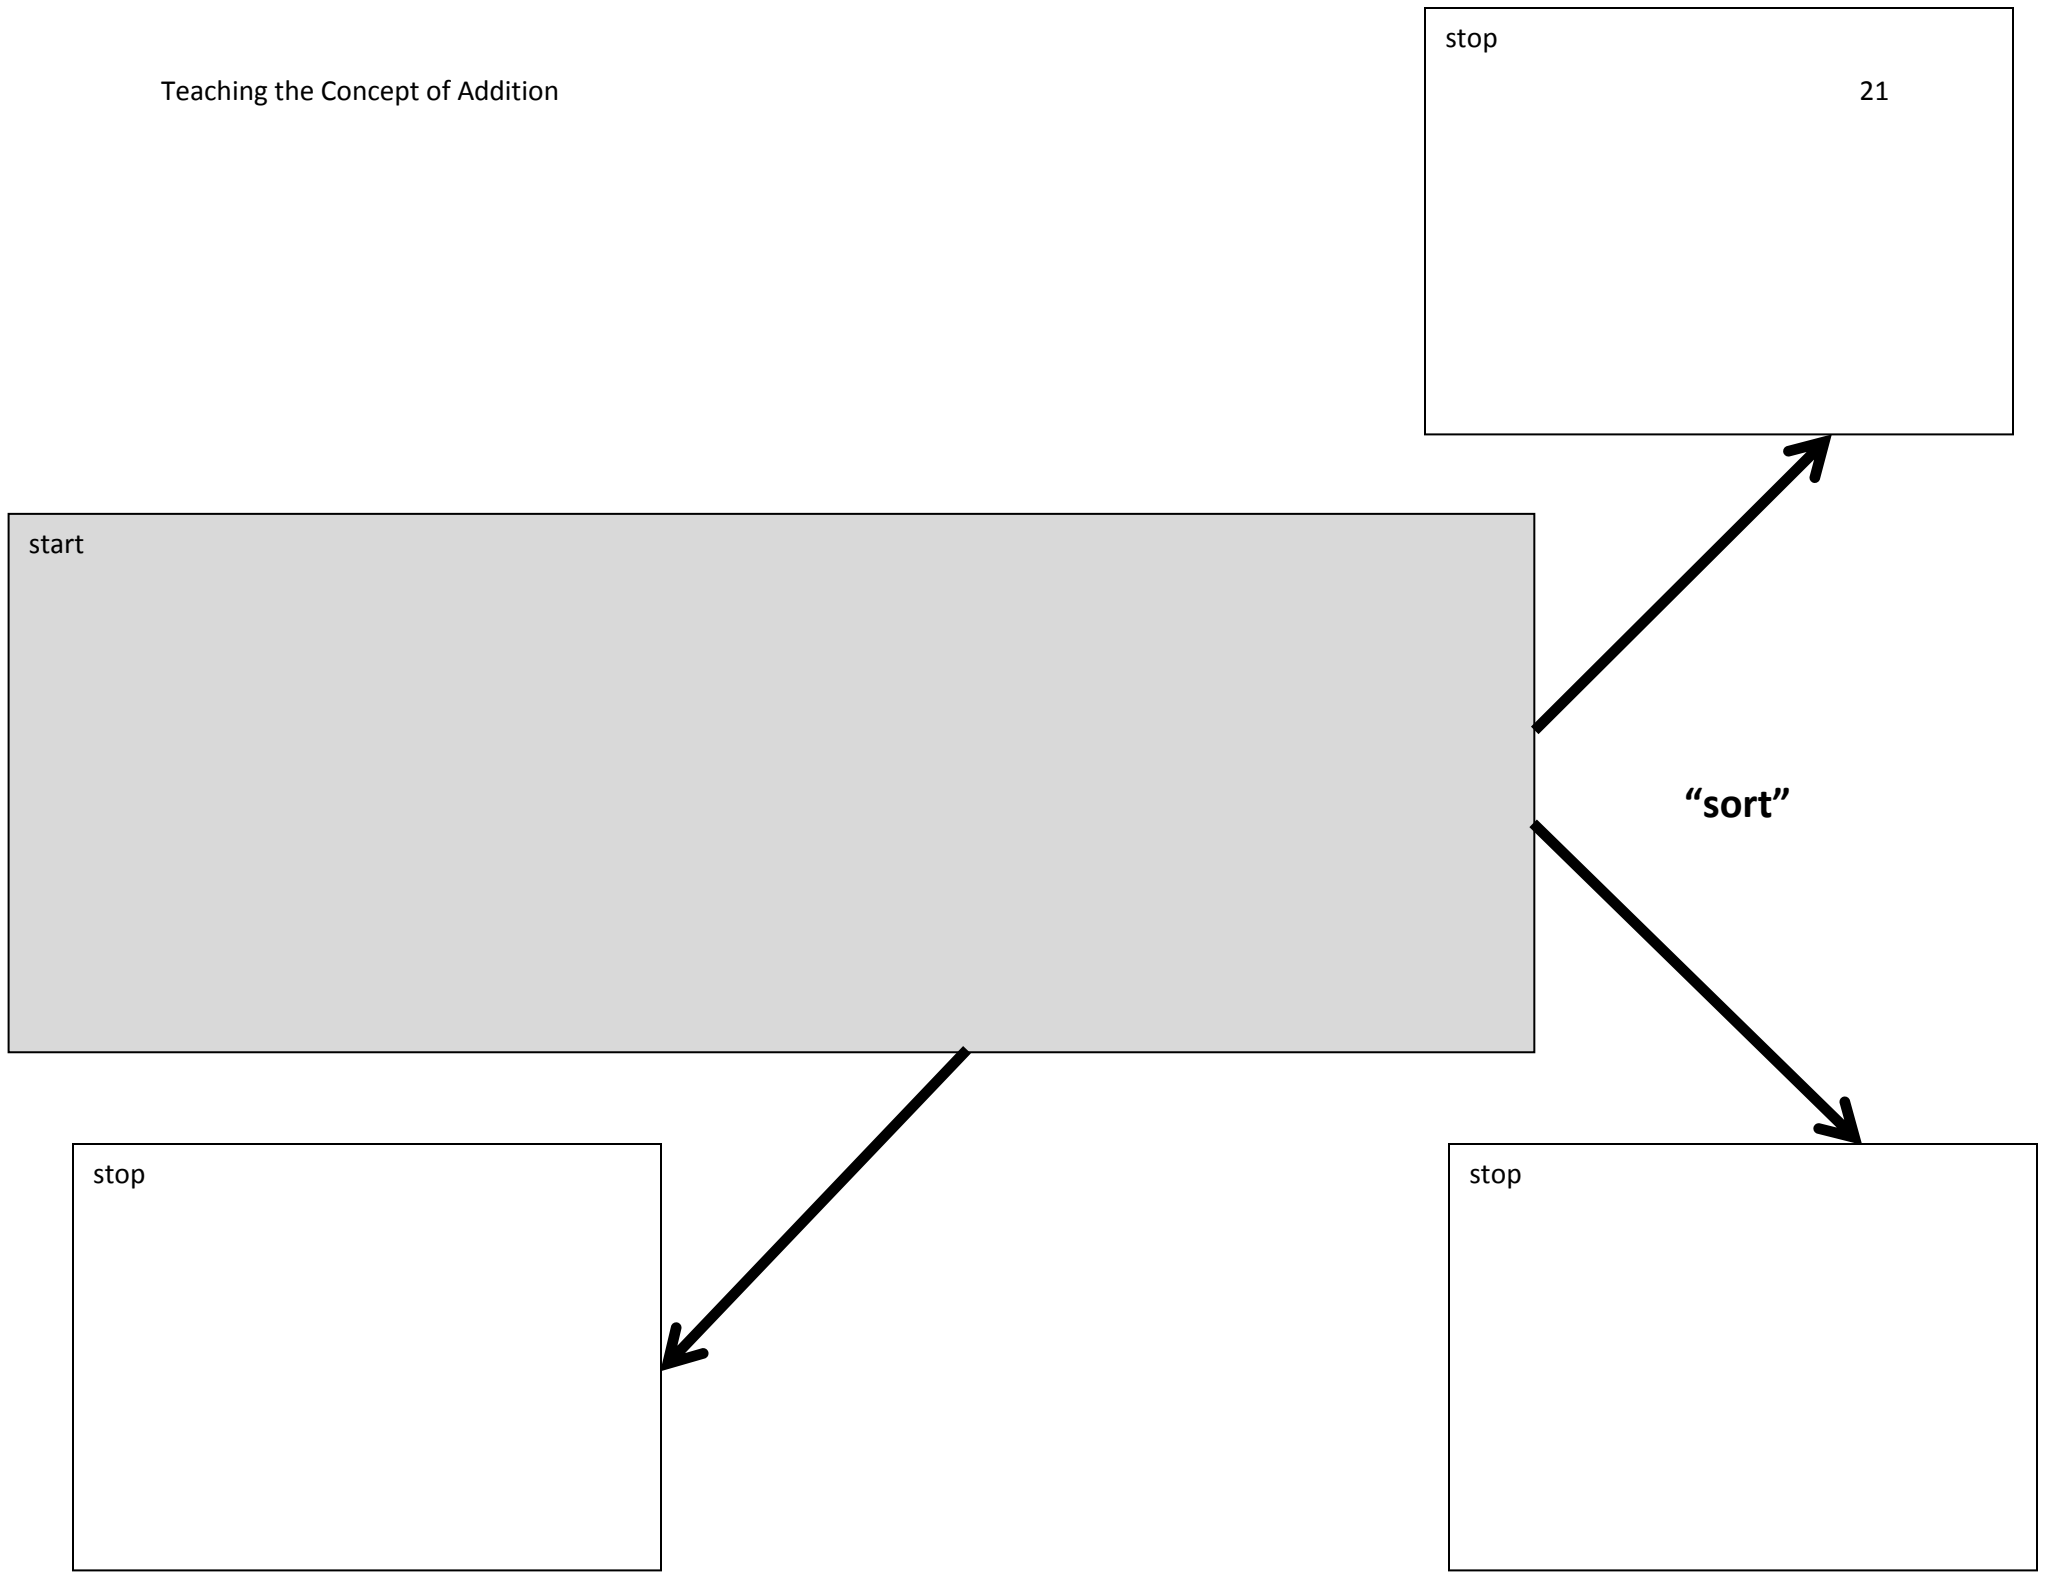 stop
Teaching the Concept of Addition 21
start
“sort”
stop
stop